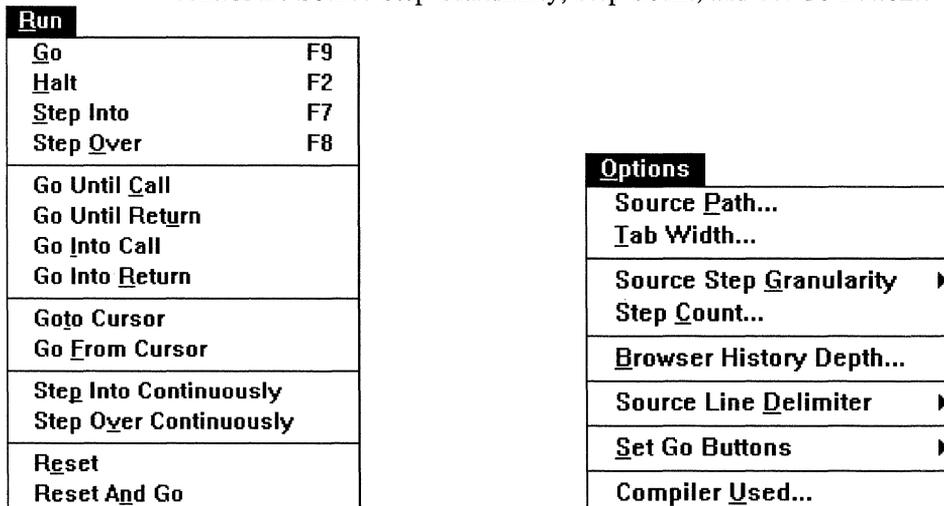 Run
Go F9
Halt F2
Step Into F7
Step Over F8
Go Until Call
Go Until Return
Go Into Call
Go Into Return
Goto Cursor
Go From Cursor
Step Into Continuously
Step Over Continuously
Reset
Reset And Go
Options
Source Path...
Tab Width...
Source Step Granularity
Step Count...
Browser History Depth...
Source Line Delimiter
Set Go Buttons
Compiler Used...